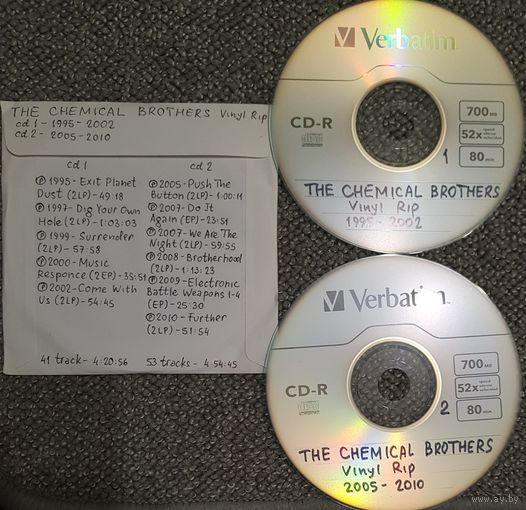 THE CHEMICAL BROTHERS Vinyl Rip
cd 1 - 1995 - 2002
cd 2 - 2005-2010
cd 1
Ⓟ 1995- Exit Planet
Dust (2LP) - 49:18
Ⓟ 1997- Dig Your Own
Hole (2LP) - 1:03:03
Ⓟ 1999 - Surrender
(2LP) - 57:58
Ⓟ 2000 - Music
Responce (2EP) - 35:51
Ⓟ 2002-Come With
Us (2LP) - 54:45
41 track - 4:20:56
cd 2
Ⓟ 2005-Push The
Button (2LP) - 1:00:11
Ⓟ 2007- Do It
Again (EP) - 23:51
Ⓟ 2007 - We Are The
Night (2LP) - 59:55
Ⓟ 2008 - Brotherhood
(2LP) - 1:13:23
Ⓟ 2009 - Electronic
Battle Weapons 1-4
(EP) - 25:30
Ⓟ 2010 - Further
(2LP) - 51:54
53 tracks - 4:54:45
Verbatim
CD-R
700 MB
52x
80 min
1
THE CHEMICAL BROTHERS
Vinyl Rip
1995 - 2002
Verbatim
CD-R
700 MB
52x
80 min
2
THE CHEMICAL BROTHERS
Vinyl Rip
2005 - 2010
www.ay.by